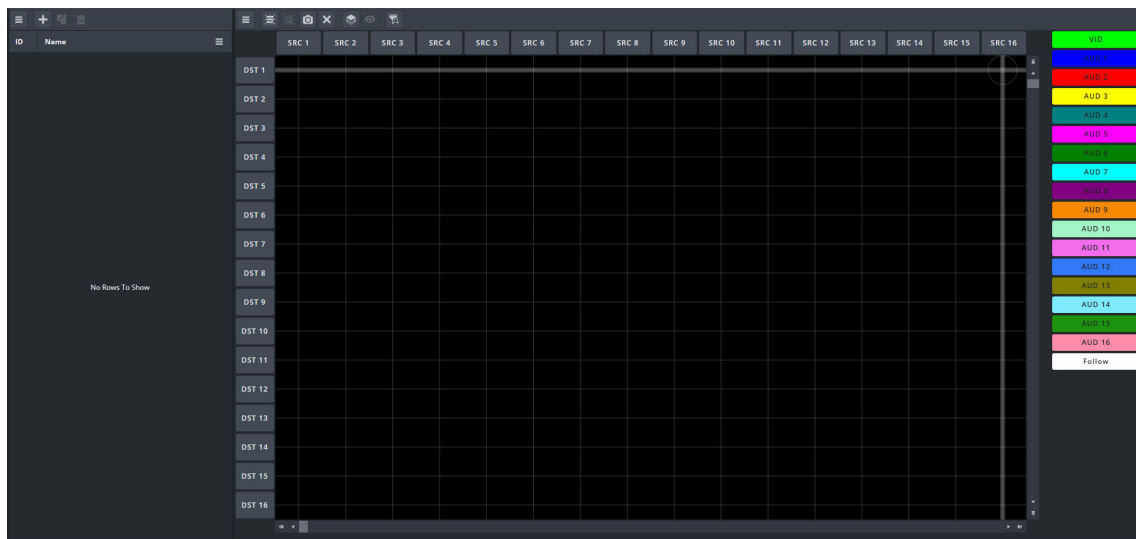 ID Name
No Rows To Show
SRC 1 SRC 2 SRC 3 SRC 4 SRC 5 SRC 6 SRC 7 SRC 8 SRC 9 SRC 10 SRC 11 SRC 12 SRC 13 SRC 14 SRC 15 SRC 16
DST 1
DST 2
DST 3
DST 4
DST 5
DST 6
DST 7
DST 8
DST 9
DST 10
DST 11
DST 12
DST 13
DST 14
DST 15
DST 16
VID
AUD 2
AUD 3
AUD 4
AUD 5
AUD 6
AUD 7
AUD 8
AUD 9
AUD 10
AUD 11
AUD 12
AUD 13
AUD 14
AUD 15
AUD 16
Follow